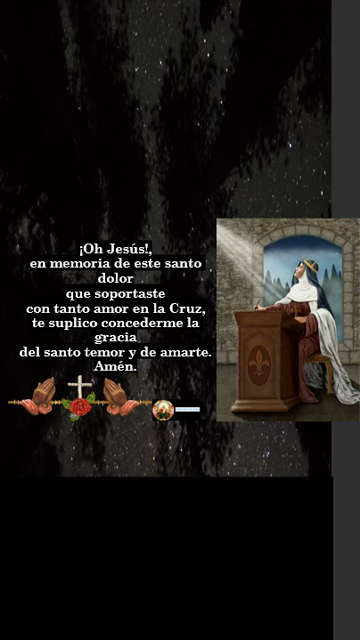 ¡Oh Jesús!,
en memoria de este santo
dolor
que soportaste
con tanto amor en la Cruz,
te suplico concederme la
gracia
del santo temor y de amarte.
Amén.